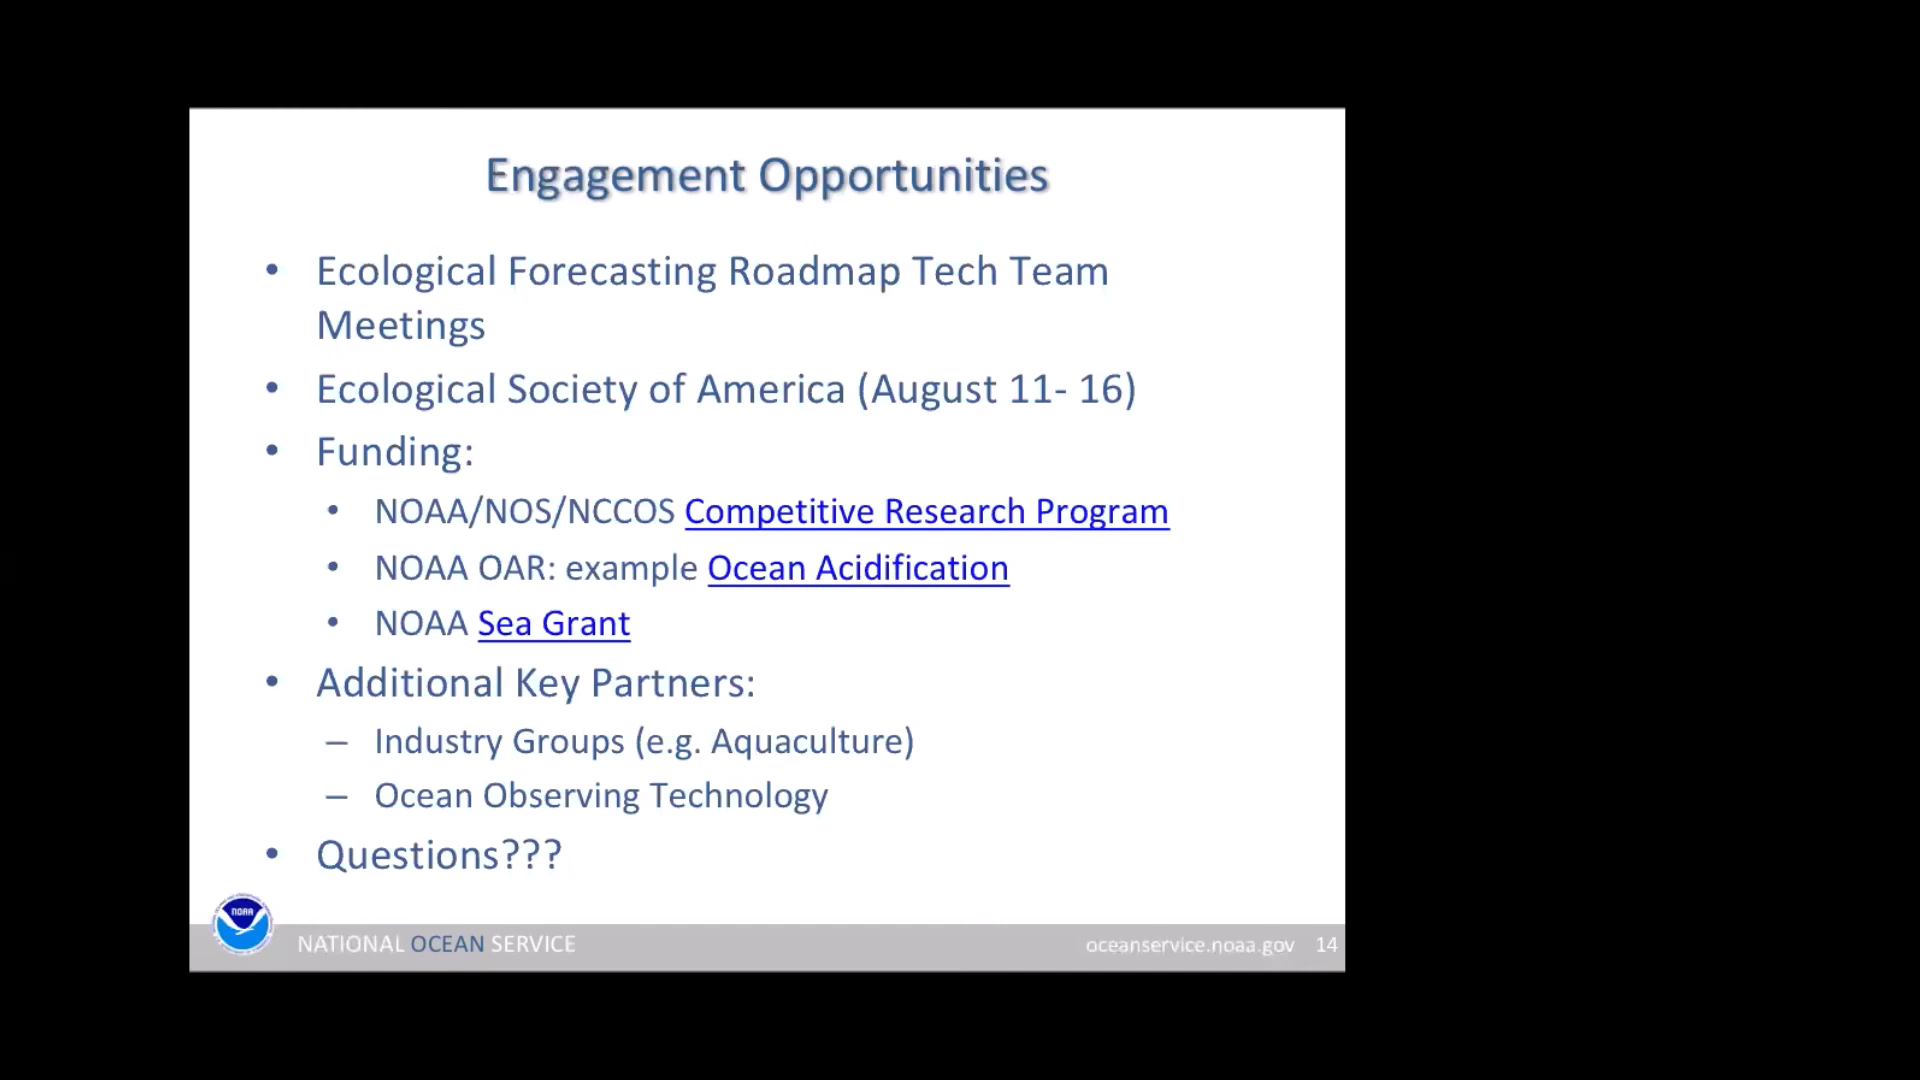 Engagement Opportunities
• Ecological Forecasting Roadmap Tech Team
Meetings
• Ecological Society of America (August 11- 16)
• Funding:
• NOAA/NOS/NCCOS Competitive Research Program
• NOAA OAR: example Ocean Acidification
• NOAA Sea Grant
• Additional Key Partners:
– Industry Groups (e.g. Aquaculture)
– Ocean Observing Technology
• Questions???
NOAA
NATIONAL OCEAN SERVICE
oceanservice.noaa.gov 14